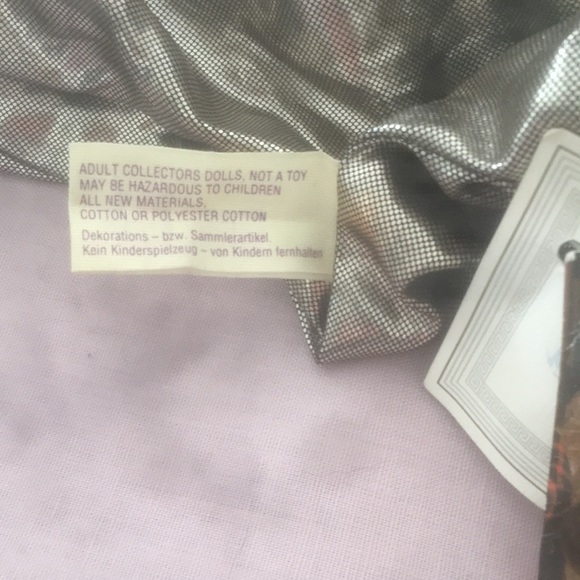 ADULT COLLECTORS DOLLS, NOT A TOY
MAY BE HAZARDOUS TO CHILDREN
ALL NEW MATERIALS.
COTTON OR POLYESTER COTTON
Dekorations – bzw. Sammlerartikel.
Kein Kinderspielzeug – von Kindern fernhalten